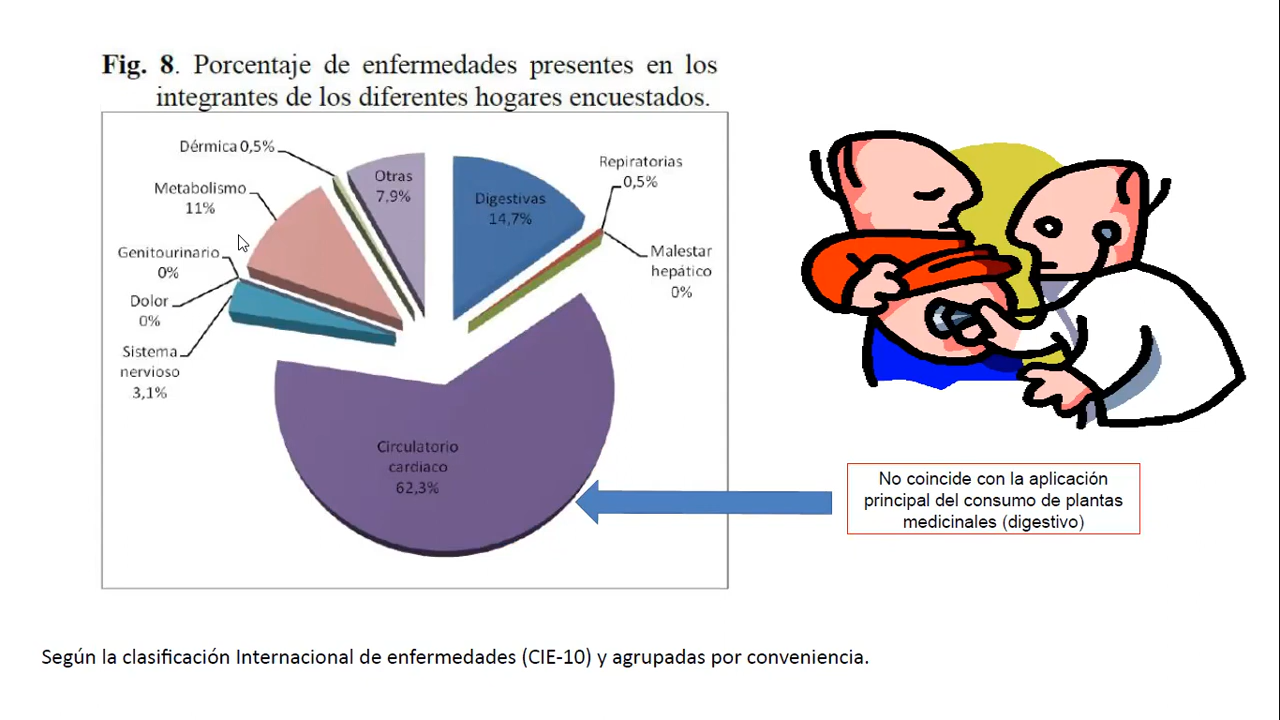 Fig. 8. Porcentaje de enfermedades presentes en los
integrantes de los diferentes hogares encuestados.
Dérmica 0,5%
Otras
7,9%
Repiratorias
0,5%
Metabolismo
11%
Digestivas
14,7%
Genitourinario
0%
Malestar
hepático
0%
Dolor
0%
Sistema
nervioso
3,1%
Circulatorio
cardiaco
62,3%
No coincide con la aplicación
principal del consumo de plantas
medicinales (digestivo)
Según la clasificación Internacional de enfermedades (CIE-10) y agrupadas por conveniencia.